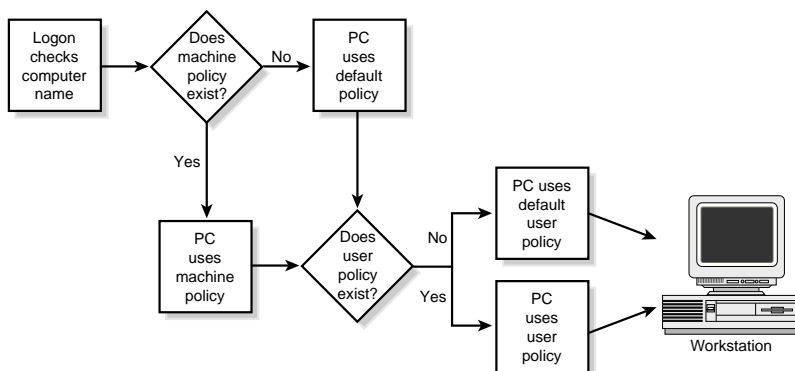 Logon
checks
computer
name
Does
machine
policy
exist?
No
PC
uses
default
policy
Yes
PC
uses
machine
policy
Does
user
policy
exist?
No
Yes
PC uses
default
user
policy
PC
uses
user
policy
Workstation